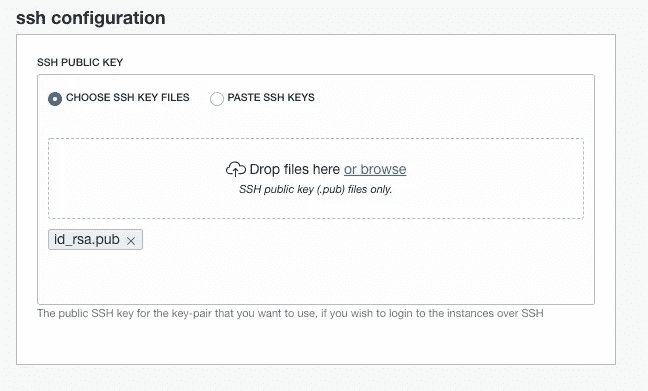 ssh configuration
SSH PUBLIC KEY
CHOOSE SSH KEY FILES PASTE SSH KEYS
Drop files here or browse
SSH public key (.pub) files only.
id_rsa.pub ×
The public SSH key for the key-pair that you want to use, if you wish to login to the instances over SSH